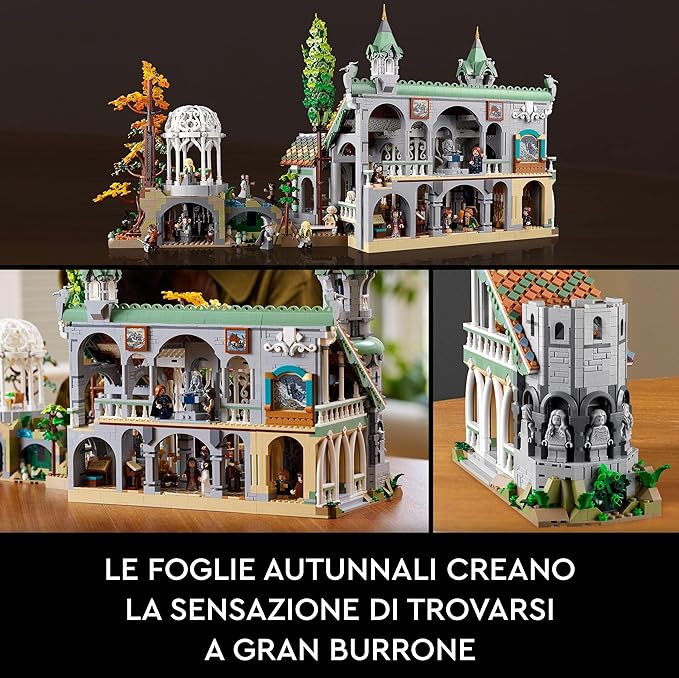 LE FOGLIE AUTUNNALI CREANO
LA SENSAZIONE DI TROVARSI
A GRAN BURRONE